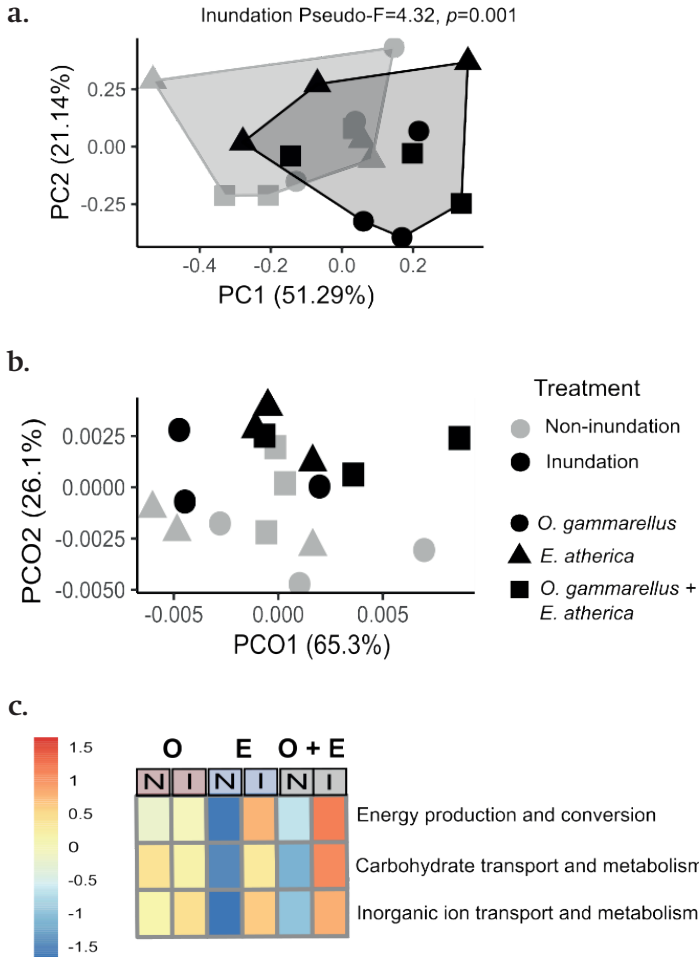 a.
Inundation Pseudo-F=4.32, p=0.001
PC2 (21.14%)
0.25
0.00
-0.25
-0.4
-0.2
0.0
0.2
PC1 (51.29%)
b.
PCO2 (26.1%)
0.0025
0.0000
-0.0025
-0.0050
-0.005
0.000
0.005
PCO1 (65.3%)
Treatment
Non-inundation
Inundation
O. gammarellus
E. atherica
O. gammarellus +
E. atherica
c.
1.5
1
0.5
0
-0.5
-1
-1.5
O E O + E
N I N I N I
Energy production and conversion
Carbohydrate transport and metabolism
Inorganic ion transport and metabolism